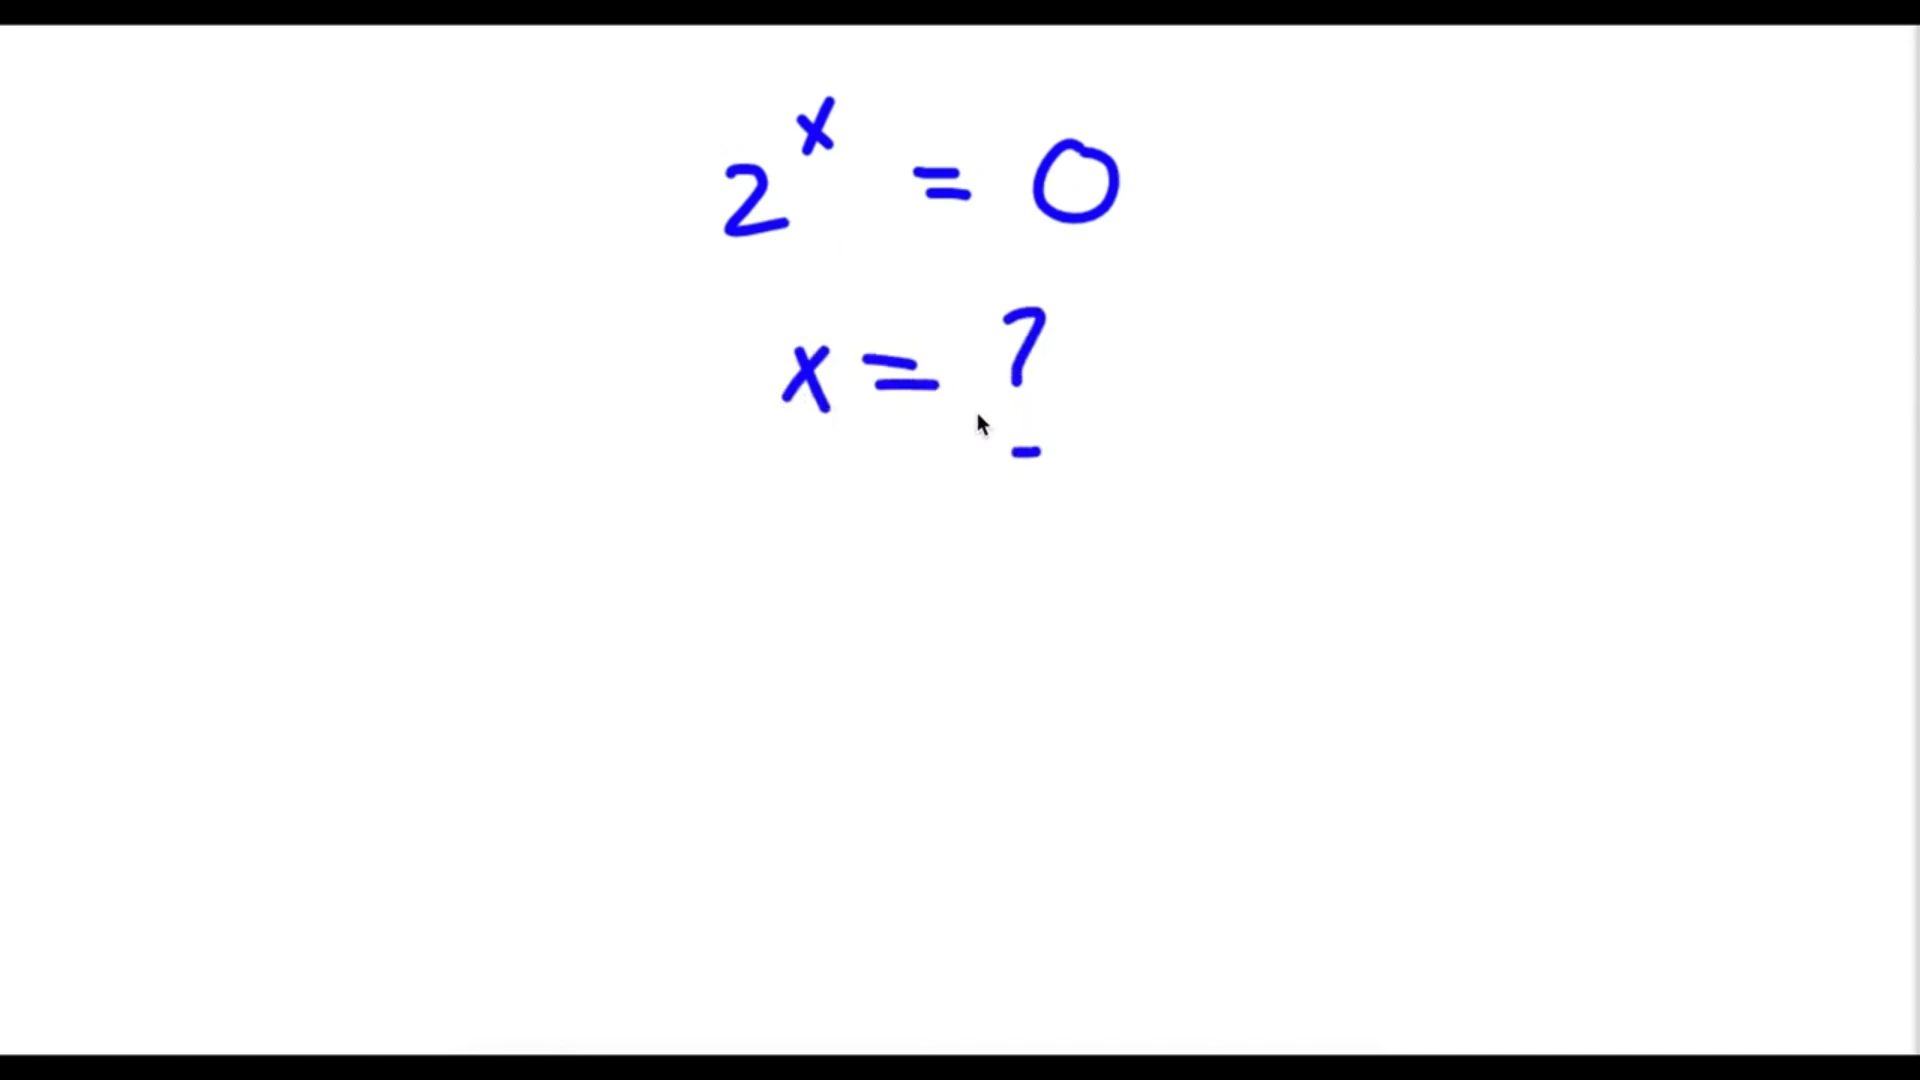 2^x = 0
x = ?